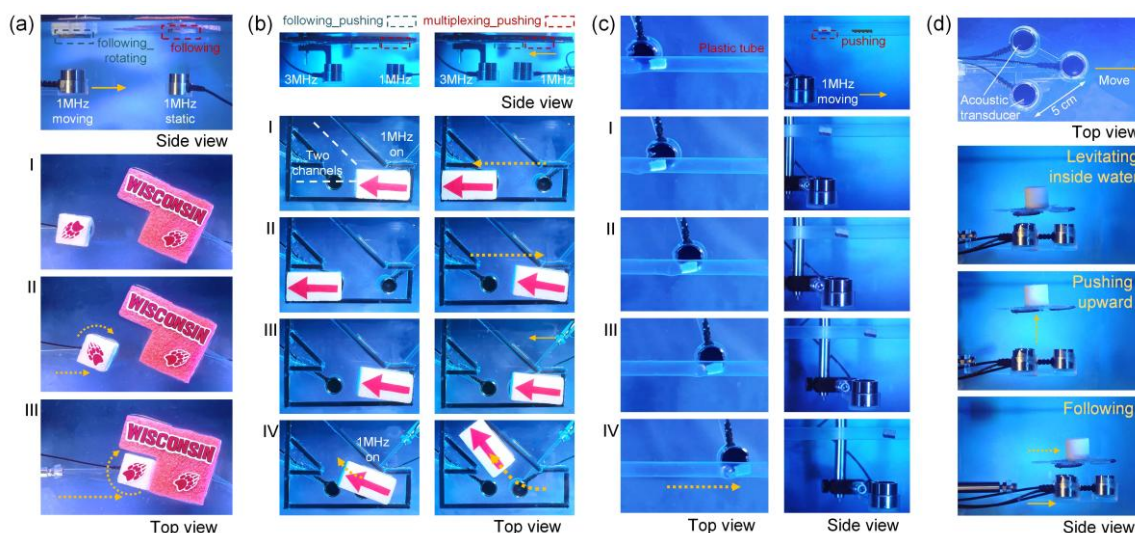 (a)
following_
rotating
following
1MHz
moving
1MHz
static
Side view
I
WISCONSIN
II
WISCONSIN
III
WISCONSIN
Top view
(b)
following_pushing
multiplexing_pushing
3MHz
1MHz
3MHz
1MHz
Side view
I
Two
channels
1MHz
on
II
III
IV
1MHz
on
Top view
(c)
Plastic tube
pushing
1MHz
moving
I
II
III
IV
Top view
Side view
(d)
Acoustic
transducer
5 cm
Move
Top view
Levitating
inside water
Pushing
upward
Following
Side view